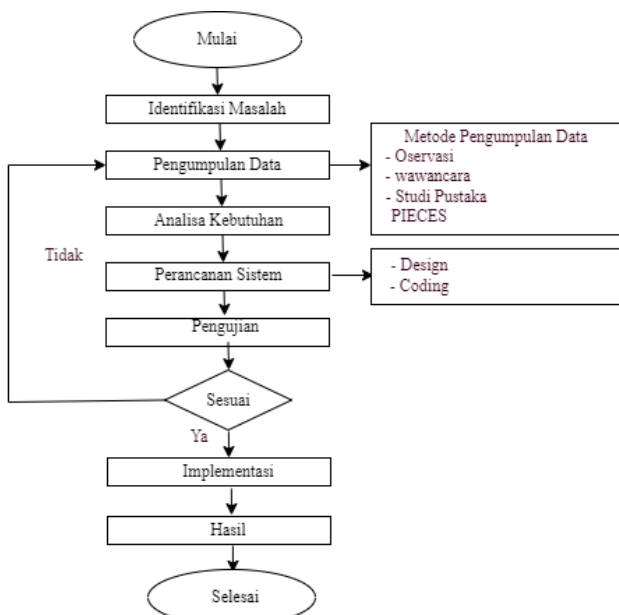 Mulai
Identifikasi Masalah
Pengumpulan Data
Metode Pengumpulan Data
- Oservasi
- wawancara
- Studi Pustaka
PIECES
Analisa Kebutuhan
Tidak
Perancanan Sistem
- Design
- Coding
Pengujian
Sesuai
Ya
Implementasi
Hasil
Selesai